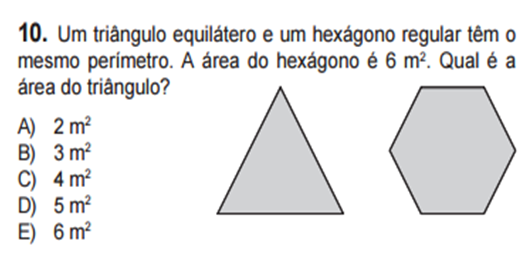 10. Um triângulo equilátero e um hexágono regular têm o
mesmo perímetro. A área do hexágono é 6 m². Qual é a
área do triângulo?
A) 2 m²
B) 3 m²
C) 4 m²
D) 5 m²
E) 6 m²